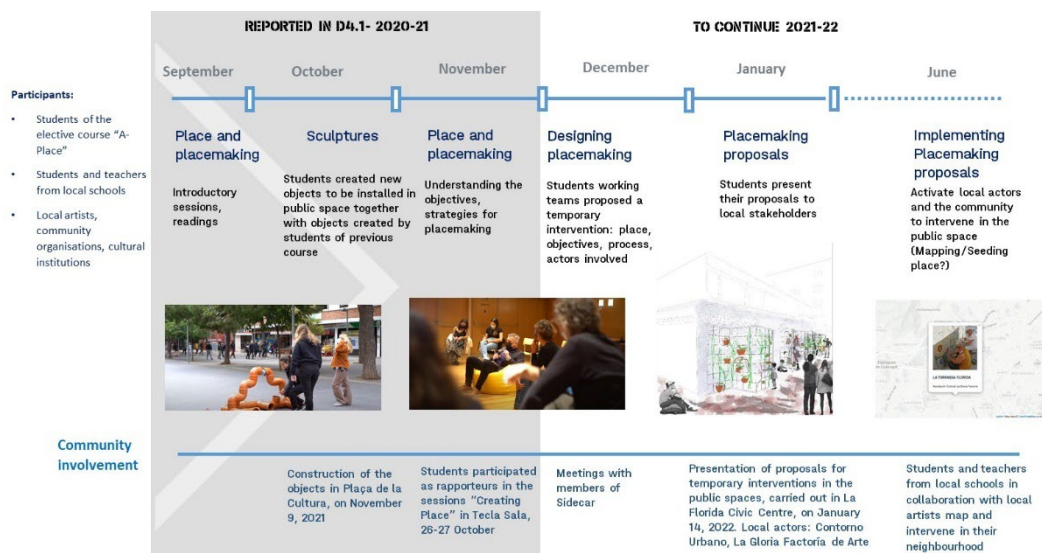 REPORTED IN D4.1- 2020-21
TO CONTINUE 2021-22
September
October
November
December
January
June
Participants:
• Students of the
elective course "A-
Place"
• Students and teachers
from local schools
• Local artists,
community
organisations, cultural
institutions
Place and
placemaking
Introductory
sessions,
readings
Sculptures
Students created new
objects to be installed in
public space together
with objects created by
students of previous
course
Place and
placemaking
Understanding the
objectives,
strategies for
placemaking
Designing
placemaking
Students working
teams proposed a
temporary
intervention: place,
objectives, process,
actors involved
Placemaking
proposals
Students present
their proposals to
local stakeholders
Implementing
Placemaking
proposals
Activate local actors
and the community
to intervene in the
public space
(Mapping/Seeding
place?)
LA TORRASSA-FLORIDA
Community
involvement
Construction of the
objects in Plaça de la
Cultura, on November
9, 2021
Students participated
as rapporteurs in the
sessions "Creating
Place" in Tecla Sala,
26-27 October
Meetings with
members of
Sidecar
Presentation of proposals for
temporary interventions in
the public spaces, carried out in La
Florida Civic Centre, on January
14, 2022. Local actors: Contorno
Urbano, La Gloria Factoría de Arte
Students and teachers
from local schools in
collaboration with local
artists map and
intervene in their
neighbourhood